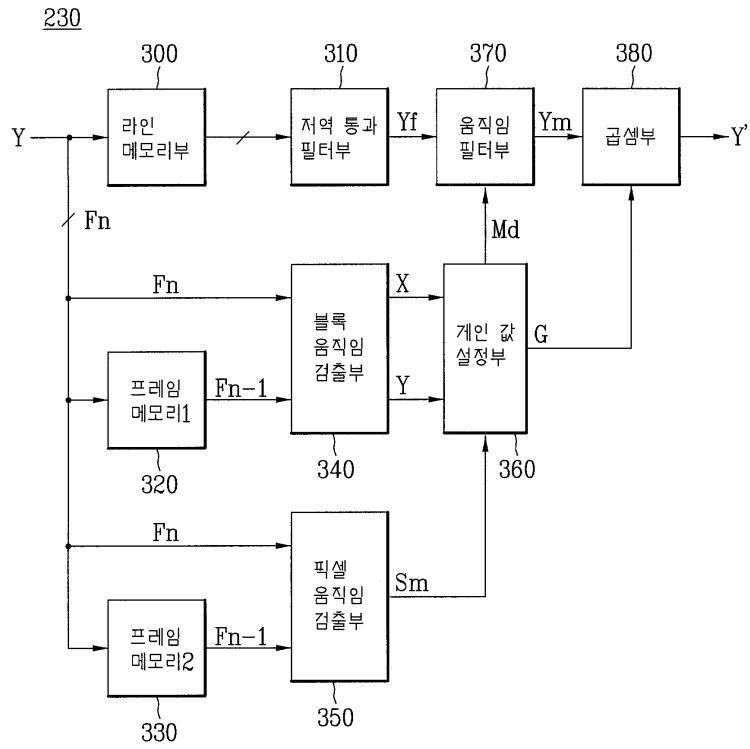 230
300
310
370
380
Y
라인
메모리부
저역 통과
필터부
Yf
움직임
필터부
Ym
곱셈부
Y'
Fn
Md
Fn
블록
움직임
검출부
X
Y
게인 값
설정부
G
프레임
메모리1
Fn-1
320
340
360
Fn
픽셀
움직임
검출부
Sm
프레임
메모리2
Fn-1
330
350